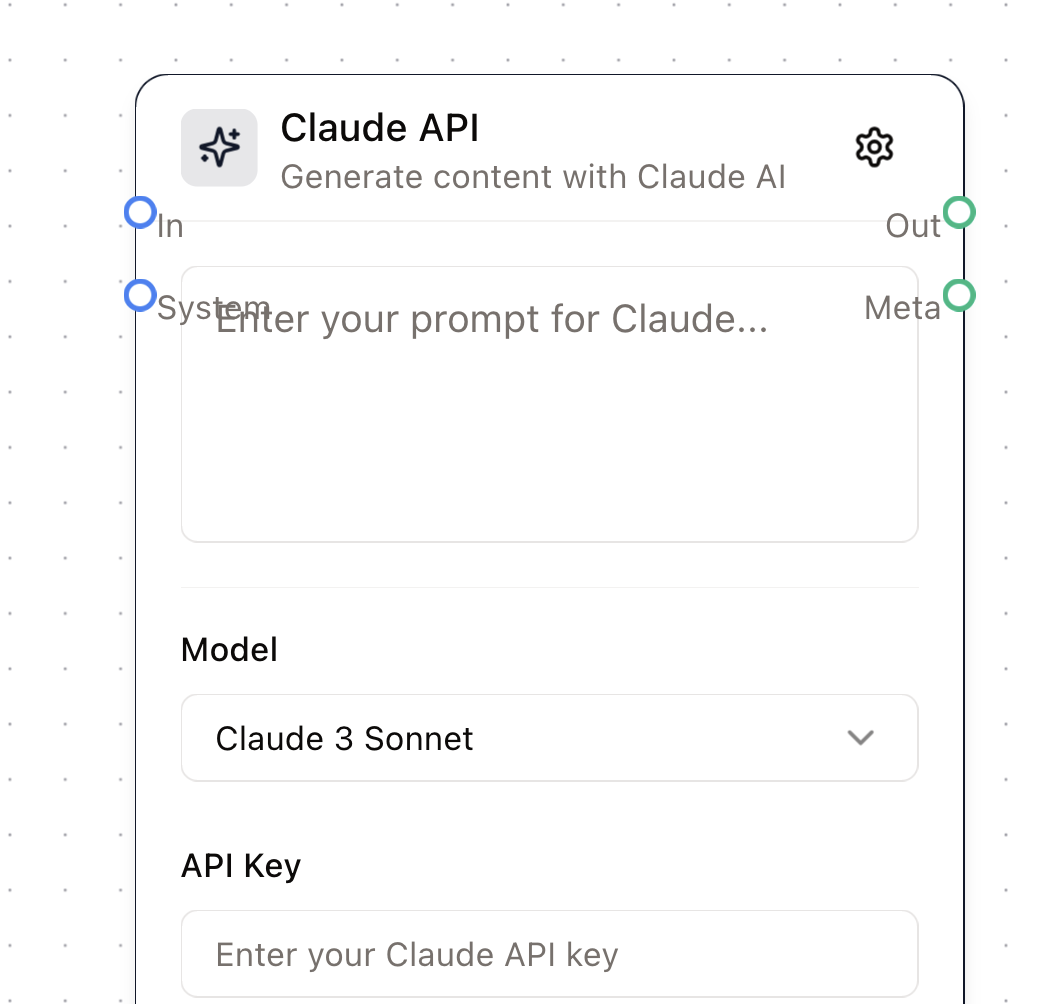 Claude API
Generate content with Claude AI
In
Out
System
Enter your prompt for Claude...
Meta
Model
Claude 3 Sonnet
API Key
Enter your Claude API key